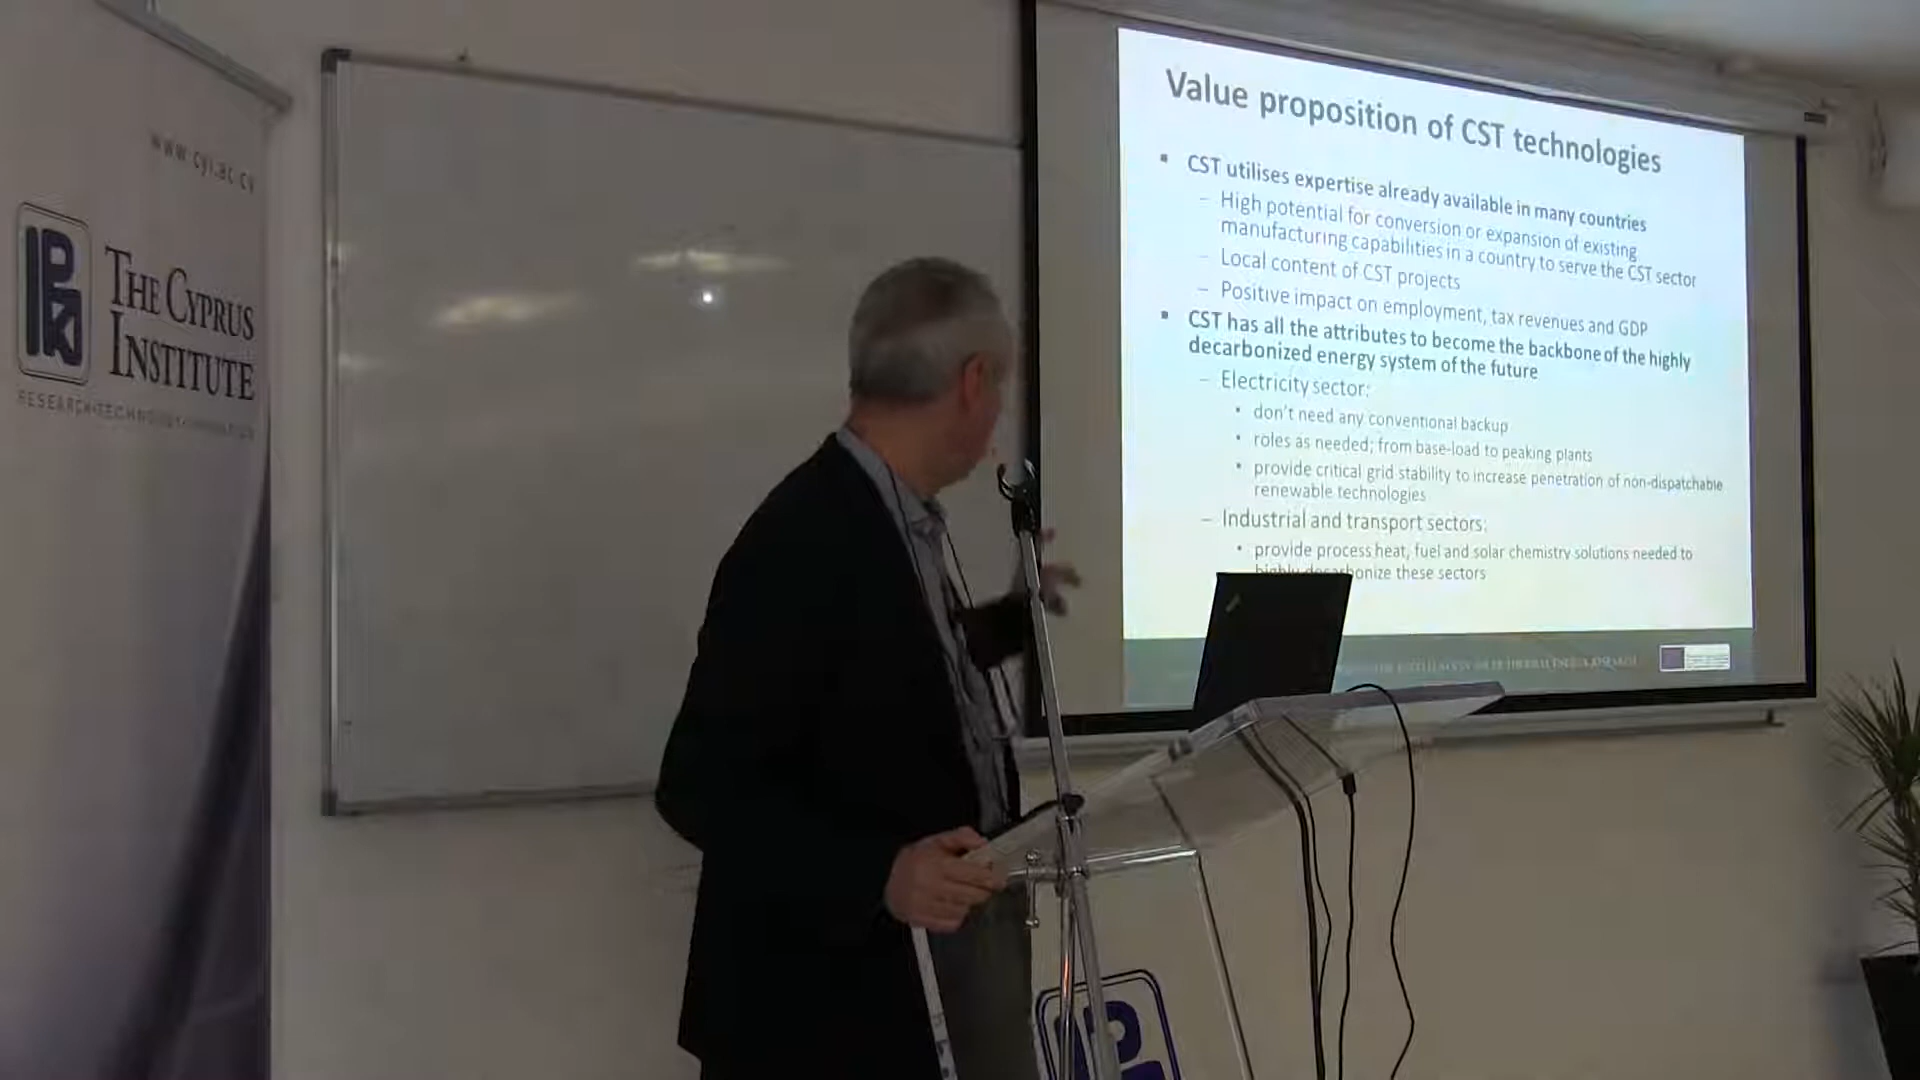 www.cyi.ac.cy
THE CYPRUS
INSTITUTE
RESEARCH•TECHNOLOGY•INNOVATION
Value proposition of CST technologies
▪ CST utilises expertise already available in many countries
– High potential for conversion or expansion of existing
manufacturing capabilities in a country to serve the CST sector
– Local content of CST projects
– Positive impact on employment, tax revenues and GDP
▪ CST has all the attributes to become the backbone of the highly
decarbonized energy system of the future
– Electricity sector:
• don't need any conventional backup
• roles as needed; from base-load to peaking plants
• provide critical grid stability to increase penetration of non-dispatchable
renewable technologies
– Industrial and transport sectors:
• provide process heat, fuel and solar chemistry solutions needed to
highly decarbonize these sectors